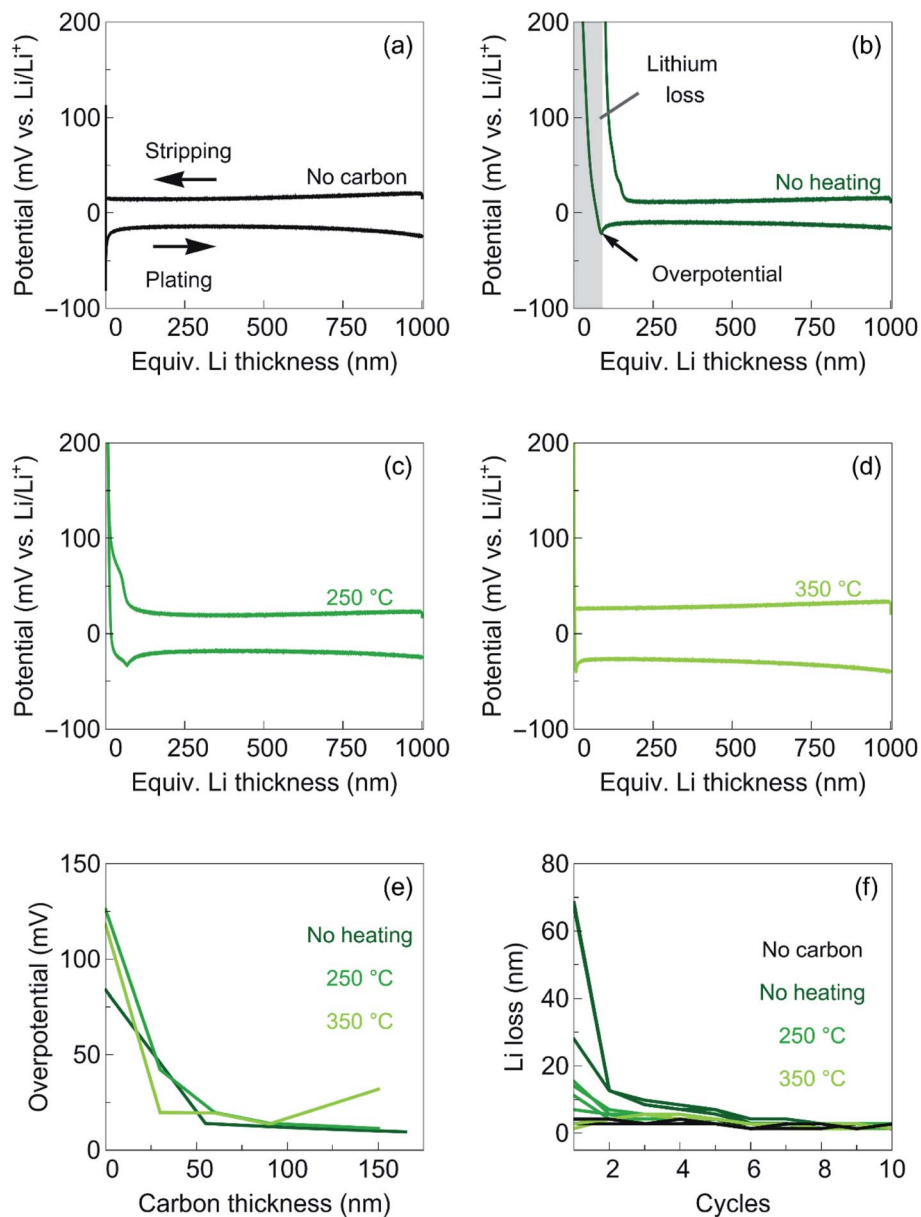 (a)
Potential (mV vs. Li/Li⁺)
200
100
0
−100
Stripping
No carbon
Plating
0 250 500 750 1000
Equiv. Li thickness (nm)
(b)
Potential (mV vs. Li/Li⁺)
200
100
0
−100
Lithium
loss
No heating
Overpotential
0 250 500 750 1000
Equiv. Li thickness (nm)
(c)
Potential (mV vs. Li/Li⁺)
200
100
0
−100
250 °C
0 250 500 750 1000
Equiv. Li thickness (nm)
(d)
Potential (mV vs. Li/Li⁺)
200
100
0
−100
350 °C
0 250 500 750 1000
Equiv. Li thickness (nm)
(e)
Overpotential (mV)
150
100
50
0
No heating
250 °C
350 °C
0 50 100 150
Carbon thickness (nm)
(f)
Li loss (nm)
80
60
40
20
0
No carbon
No heating
250 °C
350 °C
2 4 6 8 10
Cycles